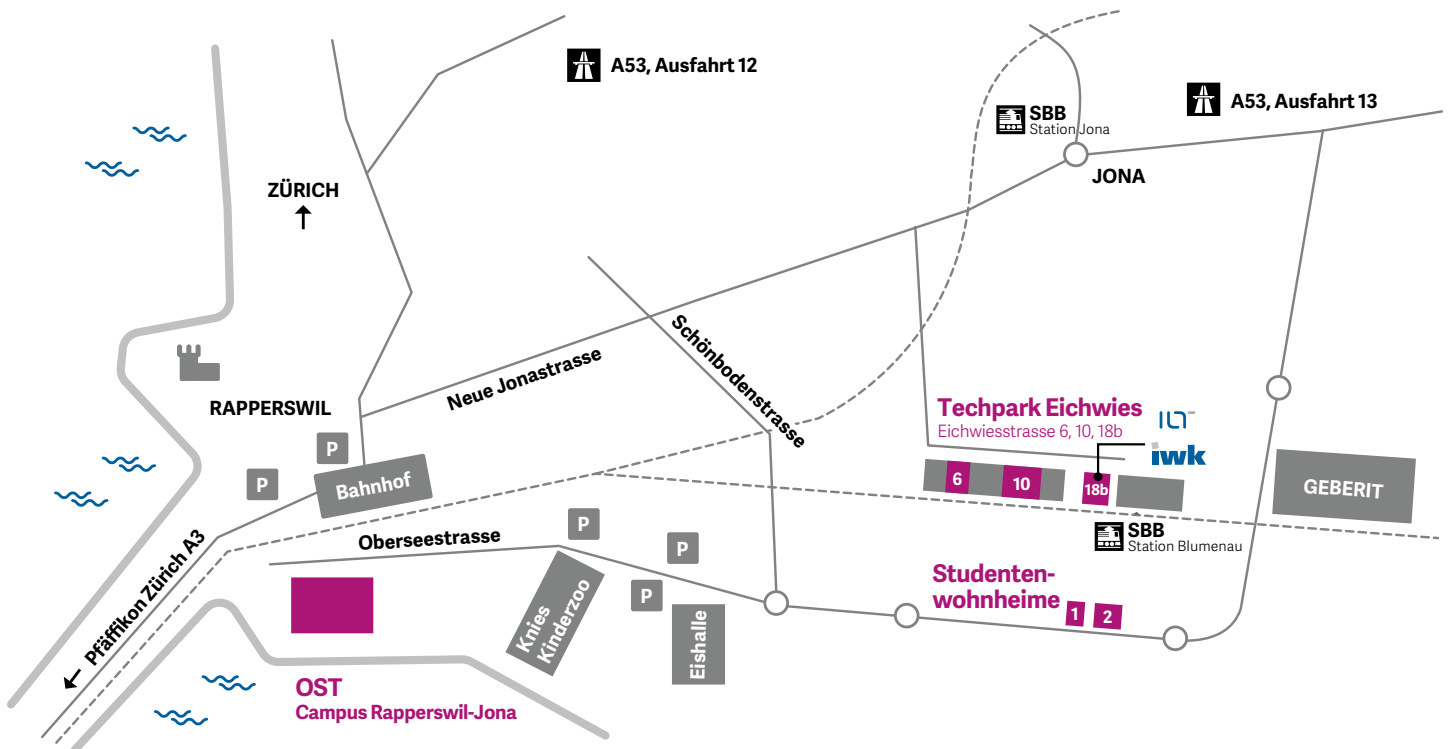 A53, Ausfahrt 12
A53, Ausfahrt 13
SBB
Station Jona
JONA
ZÜRICH
Schönbodenstrasse
Neue Jonastrasse
RAPPERSWIL
Techpark Eichwies
Eichwiesstrasse 6, 10, 18b
ILT
iwk
P
P
Bahnhof
6
10
18b
GEBERIT
SBB
Station Blumenau
Oberseestrasse
P
P
P
Pfäffikon Zürich A3
Knies
Kinderzoo
Eishalle
Studenten-
wohnheime
1
2
OST
Campus Rapperswil-Jona